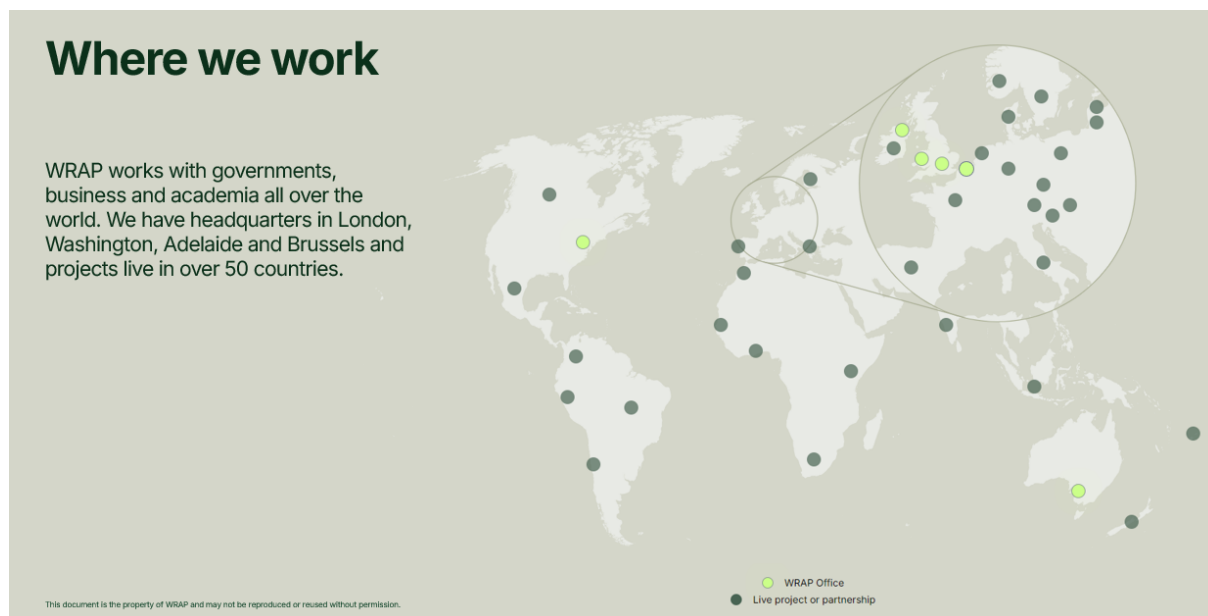 Where we work
WRAP works with governments,
business and academia all over the
world. We have headquarters in London,
Washington, Adelaide and Brussels and
projects live in over 50 countries.
WRAP Office
Live project or partnership
This document is the property of WRAP and may not be reproduced or reused without permission.